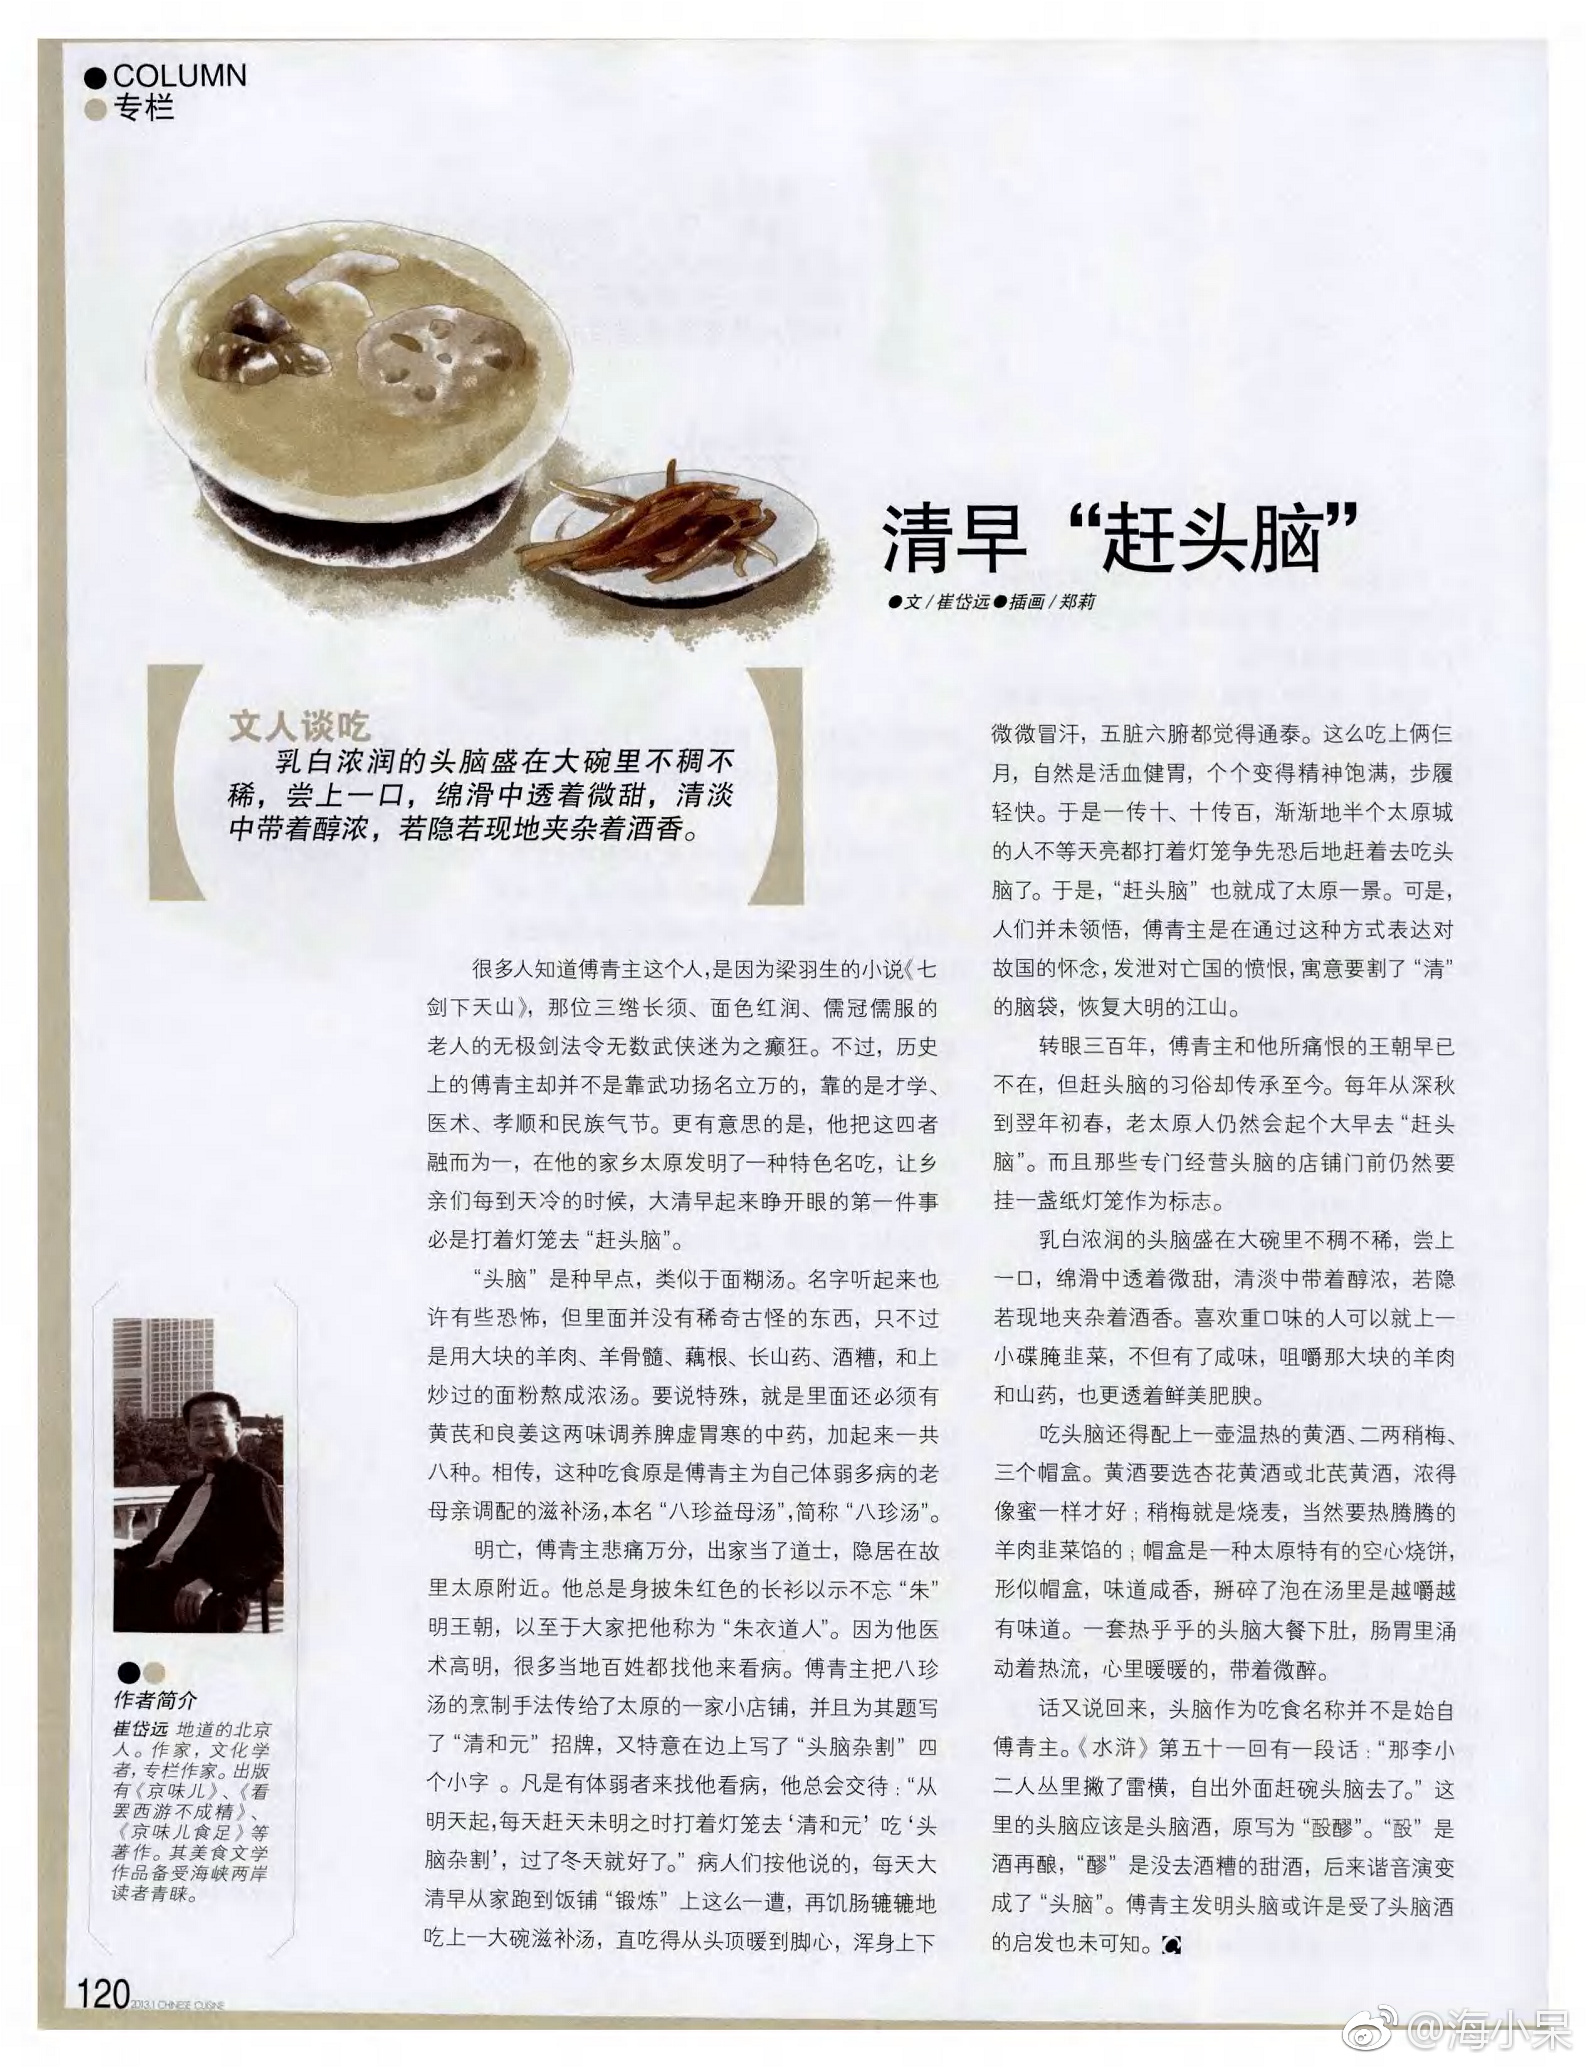 COLUMN
专栏
清早“赶头脑”
●文/崔岱远●插画/郑莉
文人谈吃
乳白浓润的头脑盛在大碗里不稠不
稀，尝上一口，绵滑中透着微甜，清淡
中带着醇浓，若隐若现地夹杂着酒香。
很多人知道傅青主这个人，是因为梁羽生的小说《七
剑下天山》，那位三绺长须、面色红润、儒冠儒服的
老人的无极剑法令无数武侠迷为之癫狂。不过，历史
上的傅青主却并不是靠武功扬名立万的，靠的是才学、
医术、孝顺和民族气节。更有意思的是，他把这四者
融而为一，在他的家乡太原发明了一种特色名吃，让乡
亲们每到天冷的时候，大清早起来睁开眼的第一件事
必是打着灯笼去“赶头脑”。
“头脑”是种早点，类似于面糊汤。名字听起来也
许有些恐怖，但里面并没有稀奇古怪的东西，只不过
是用大块的羊肉、羊骨髓、藕根、长山药、酒糟，和上
炒过的面粉熬成浓汤。要说特殊，就是里面还必须有
黄芪和良姜这两味调养脾虚胃寒的中药，加起来一共
八种。相传，这种吃食原是傅青主为自己体弱多病的老
母亲调配的滋补汤，本名“八珍益母汤”，简称“八珍汤”。
明亡，傅青主悲痛万分，出家当了道士，隐居在故
里太原附近。他总是身披朱红色的长衫以示不忘“朱”
明王朝，以至于大家把他称为“朱衣道人”。因为他医
术高明，很多当地百姓都找他来看病。傅青主把八珍
汤的烹制手法传给了太原的一家小店铺，并且为其题写
了“清和元”招牌，又特意在边上写了“头脑杂割”四
个小字 。凡是有体弱者来找他看病，他总会交待：“从
明天起，每天赶天未明之时打着灯笼去‘清和元’吃‘头
脑杂割’，过了冬天就好了。”病人们按他说的，每天大
清早从家跑到饭铺“锻炼”上这么一遭，再饥肠辘辘地
吃上一大碗滋补汤，直吃得从头顶暖到脚心，浑身上下
微微冒汗，五脏六腑都觉得通泰。这么吃上俩仨
月，自然是活血健胃，个个变得精神饱满，步履
轻快。于是一传十、十传百，渐渐地半个太原城
的人不等天亮都打着灯笼争先恐后地赶着去吃头
脑了。于是，“赶头脑”也就成了太原一景。可是，
人们并未领悟，傅青主是在通过这种方式表达对
故国的怀念，发泄对亡国的愤恨，寓意要割了“清”
的脑袋，恢复大明的江山。
转眼三百年，傅青主和他所痛恨的王朝早已
不在，但赶头脑的习俗却传承至今。每年从深秋
到翌年初春，老太原人仍然会起个大早去“赶头
脑”。而且那些专门经营头脑的店铺门前仍然要
挂一盏纸灯笼作为标志。
乳白浓润的头脑盛在大碗里不稠不稀，尝上
一口，绵滑中透着微甜，清淡中带着醇浓，若隐
若现地夹杂着酒香。喜欢重口味的人可以就上一
小碟腌韭菜，不但有了咸味，咀嚼那大块的羊肉
和山药，也更透着鲜美肥腴。
吃头脑还得配上一壶温热的黄酒、二两稍梅、
三个帽盒。黄酒要选杏花黄酒或北芪黄酒，浓得
像蜜一样才好；稍梅就是烧麦，当然要热腾腾的
羊肉韭菜馅的；帽盒是一种太原特有的空心烧饼，
形似帽盒，味道咸香，掰碎了泡在汤里是越嚼越
有味道。一套热乎乎的头脑大餐下肚，肠胃里涌
动着热流，心里暖暖的，带着微醉。
话又说回来，头脑作为吃食名称并不是始自
傅青主。《水浒》第五十一回有一段话：“那李小
二人丛里撇了雷横，自出外面赶碗头脑去了。”这
里的头脑应该是头脑酒，原写为“酘醪”。“酘”是
酒再酿，“醪”是没去酒糟的甜酒，后来谐音演变
成了“头脑”。傅青主发明头脑或许是受了头脑酒
的启发也未可知。
作者简介
崔岱远 地道的北京
人。作家，文化学
者，专栏作家。出版
有《京味儿》、《看
罢西游不成精》、
《京味儿食足》等
著作。其美食文学
作品备受海峡两岸
读者青睐。
120 2013.1 CHINESE CUISINE
@海小呆